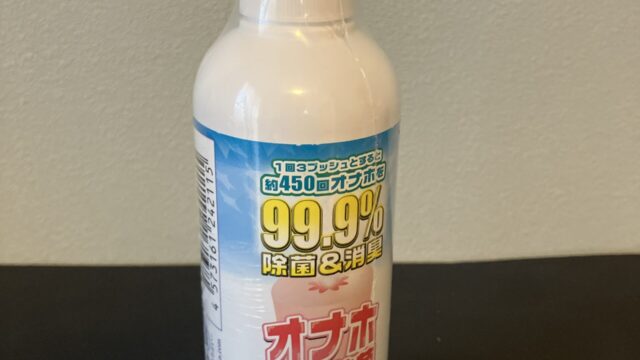 1回3プッシュとすると
約450回オナホを
99.9%
除菌&消臭
オナホ
4573161242115